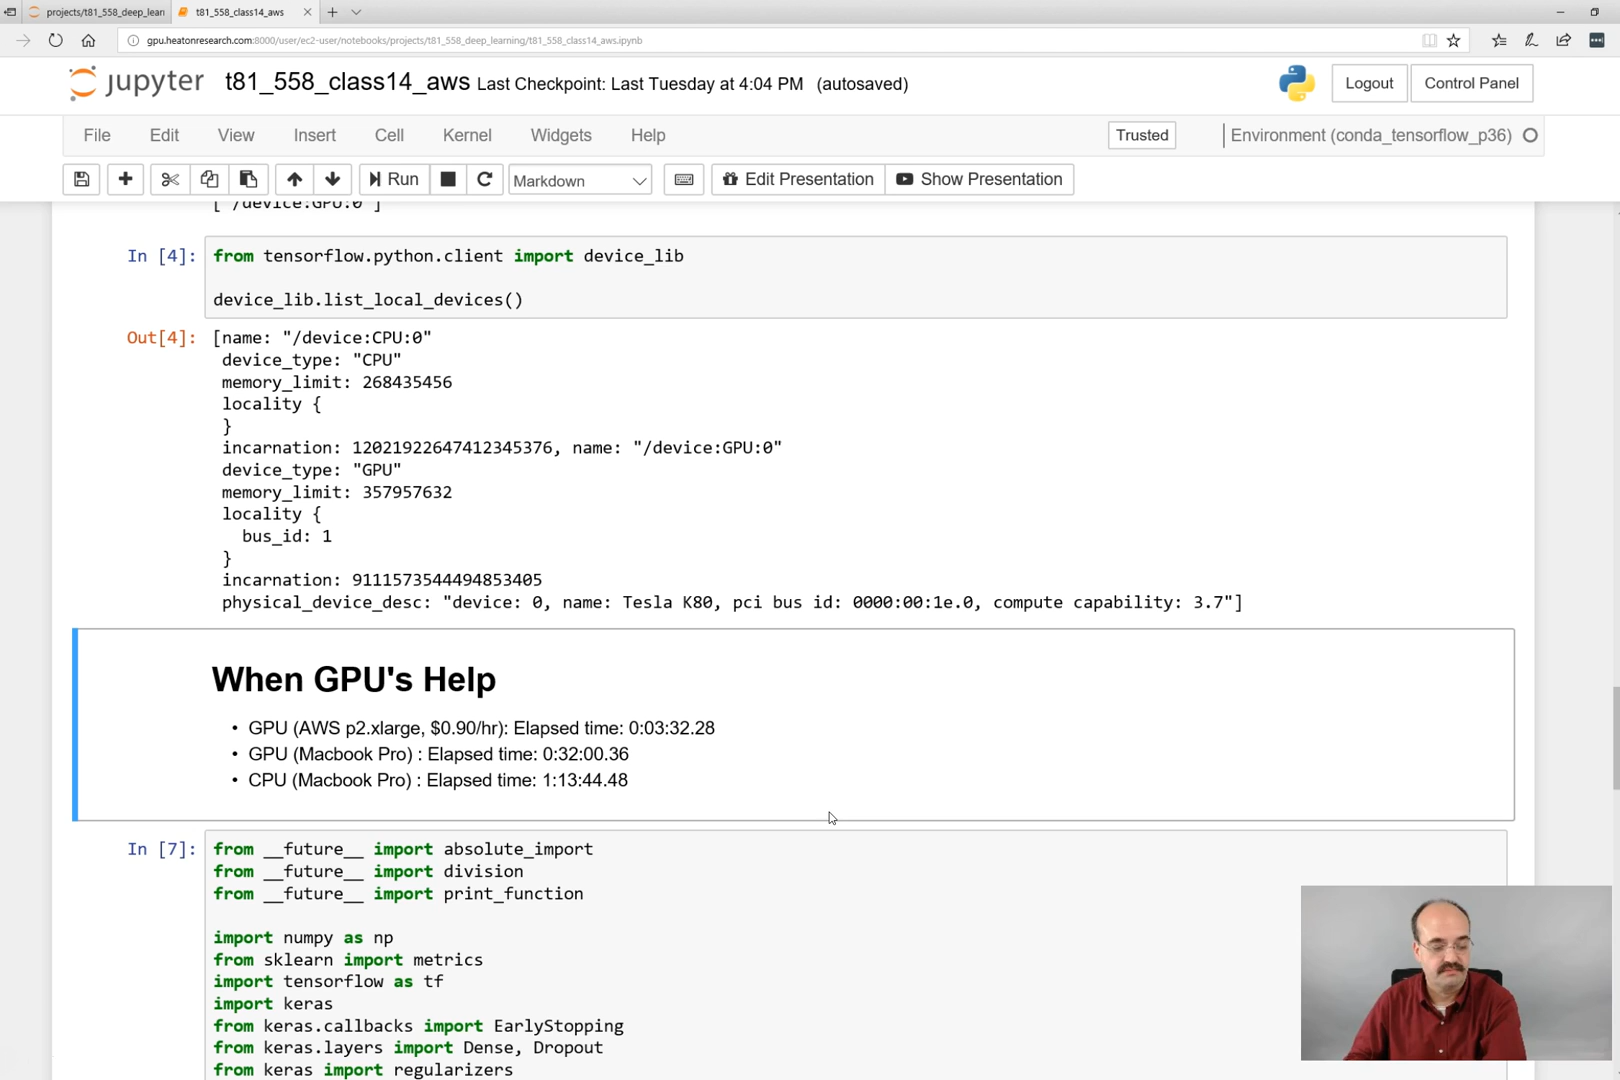 projects/t81_558_deep_learn
t81_558_class14_aws
gpu.heatonresearch.com:8000/user/ec2-user/notebooks/projects/t81_558_deep_learning/t81_558_class14_aws.ipynb
jupyter t81_558_class14_aws Last Checkpoint: Last Tuesday at 4:04 PM (autosaved)
Logout
Control Panel
File Edit View Insert Cell Kernel Widgets Help
Trusted
Environment (conda_tensorflow_p36)
Run
Markdown
Edit Presentation
Show Presentation
['/device:GPU:0']
In [4]: from tensorflow.python.client import device_lib
device_lib.list_local_devices()
Out[4]: [name: "/device:CPU:0"
device_type: "CPU"
memory_limit: 268435456
locality {
}
incarnation: 12021922647412345376, name: "/device:GPU:0"
device_type: "GPU"
memory_limit: 357957632
locality {
bus_id: 1
}
incarnation: 9111573544494853405
physical_device_desc: "device: 0, name: Tesla K80, pci bus id: 0000:00:1e.0, compute capability: 3.7"]
When GPU's Help
• GPU (AWS p2.xlarge, $0.90/hr): Elapsed time: 0:03:32.28
• GPU (Macbook Pro) : Elapsed time: 0:32:00.36
• CPU (Macbook Pro) : Elapsed time: 1:13:44.48
In [7]: from __future__ import absolute_import
from __future__ import division
from __future__ import print_function
import numpy as np
from sklearn import metrics
import tensorflow as tf
import keras
from keras.callbacks import EarlyStopping
from keras.layers import Dense, Dropout
from keras import regularizers